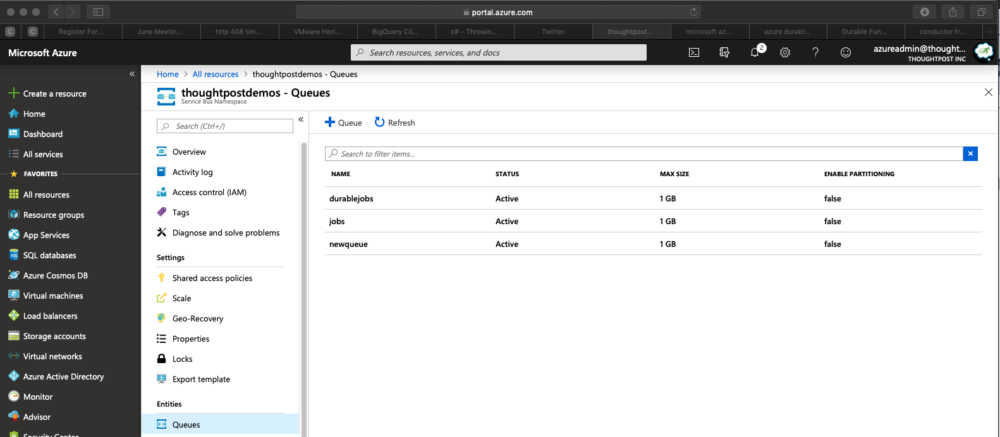 portal.azure.com
C
C
Register For...
June Meetin...
http 408 tim...
VMware Hori...
BigQuery Cli...
c# - Throwin...
Twitter
thoughtpost...
microsoft az...
azure durabl...
Durable Fun...
conductor fr...
Microsoft Azure
Search resources, services, and docs
2
azureadmin@thought...
THOUGHTPOST INC
Home > All resources > thoughtpostdemos - Queues
thoughtpostdemos - Queues
Service Bus Namespace
Create a resource
Home
Dashboard
All services
FAVORITES
All resources
Resource groups
App Services
SQL databases
Azure Cosmos DB
Virtual machines
Load balancers
Storage accounts
Virtual networks
Azure Active Directory
Monitor
Advisor
Security Center
Search (Ctrl+/)
Overview
Activity log
Access control (IAM)
Tags
Diagnose and solve problems
Settings
Shared access policies
Scale
Geo-Recovery
Properties
Locks
Export template
Entities
Queues
Queue
Refresh
Search to filter items...
NAME STATUS MAX SIZE ENABLE PARTITIONING
durablejobs Active 1 GB false
jobs Active 1 GB false
newqueue Active 1 GB false